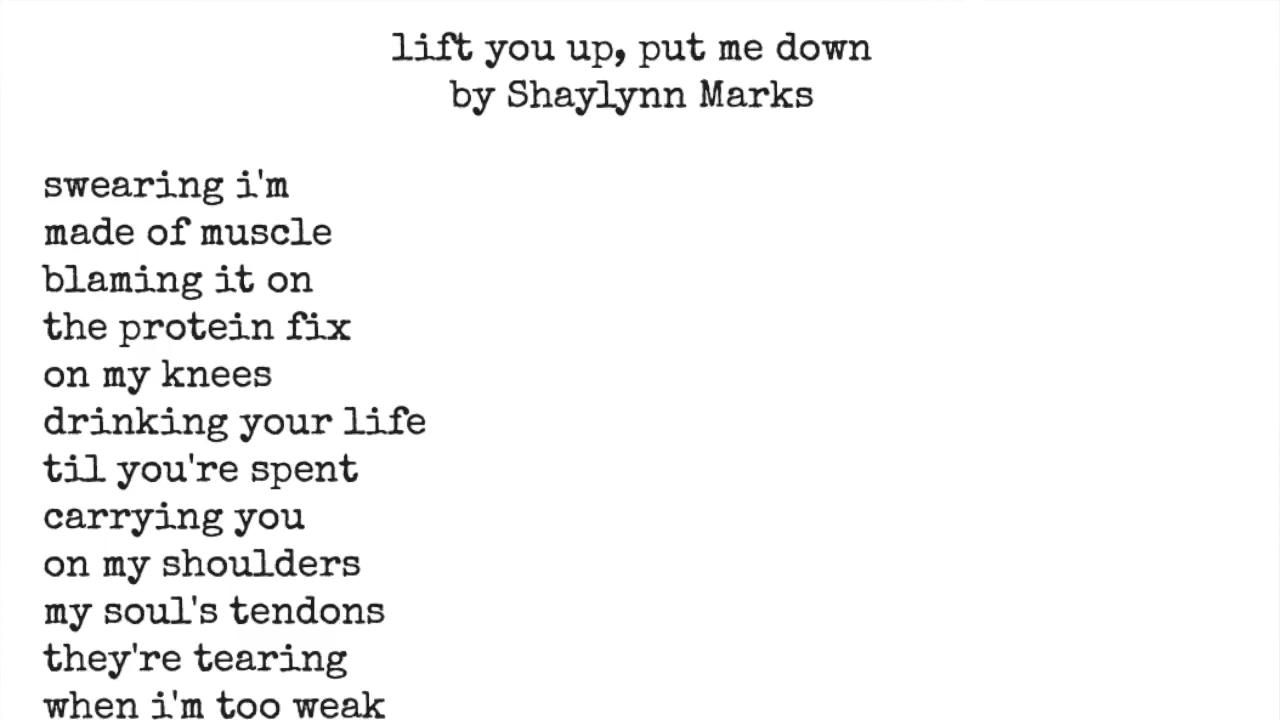 lift you up, put me down
by Shaylynn Marks
swearing i'm
made of muscle
blaming it on
the protein fix
on my knees
drinking your life
til you're spent
carrying you
on my shoulders
my soul's tendons
they're tearing
when i'm too weak